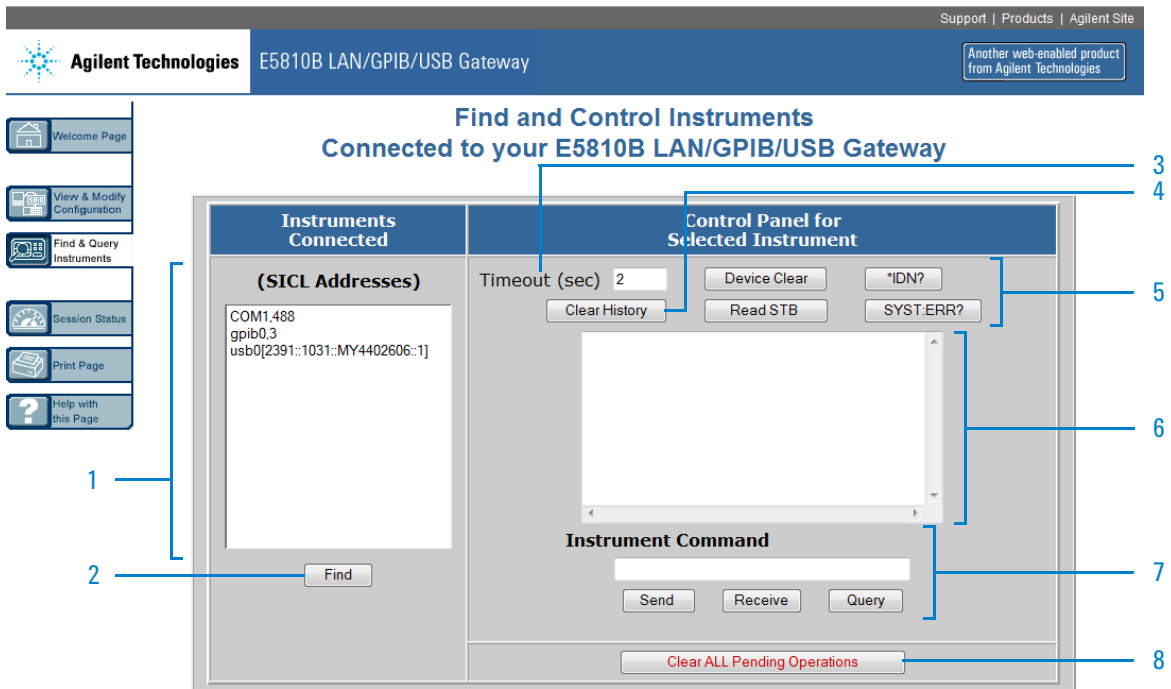 Support | Products | Agilent Site
Agilent Technologies
E5810B LAN/GPIB/USB Gateway
Another web-enabled product
from Agilent Technologies
Find and Control Instruments
Connected to your E5810B LAN/GPIB/USB Gateway
Welcome Page
View & Modify
Configuration
Find & Query
Instruments
Session Status
Print Page
Help with
this Page
Instruments
Connected
(SICL Addresses)
COM1,488
gpib0,3
usb0[2391::1031::MY4402606::1]
Find
Control Panel for
Selected Instrument
Timeout (sec) 2
Device Clear
*IDN?
Clear History
Read STB
SYST:ERR?
Instrument Command
Send
Receive
Query
Clear ALL Pending Operations
1
2
3
4
5
6
7
8